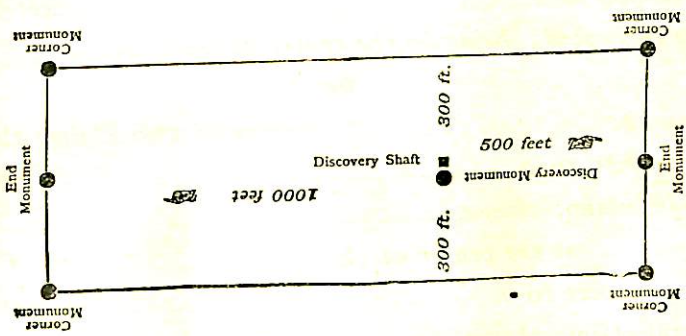 Corner
Monument
Corner
Monument
300 ft.
500 feet
Discovery Shaft
Discovery Monument
End
Monument
End
Monument
1000 feet
300 ft.
Corner
Monument
Corner
Monument